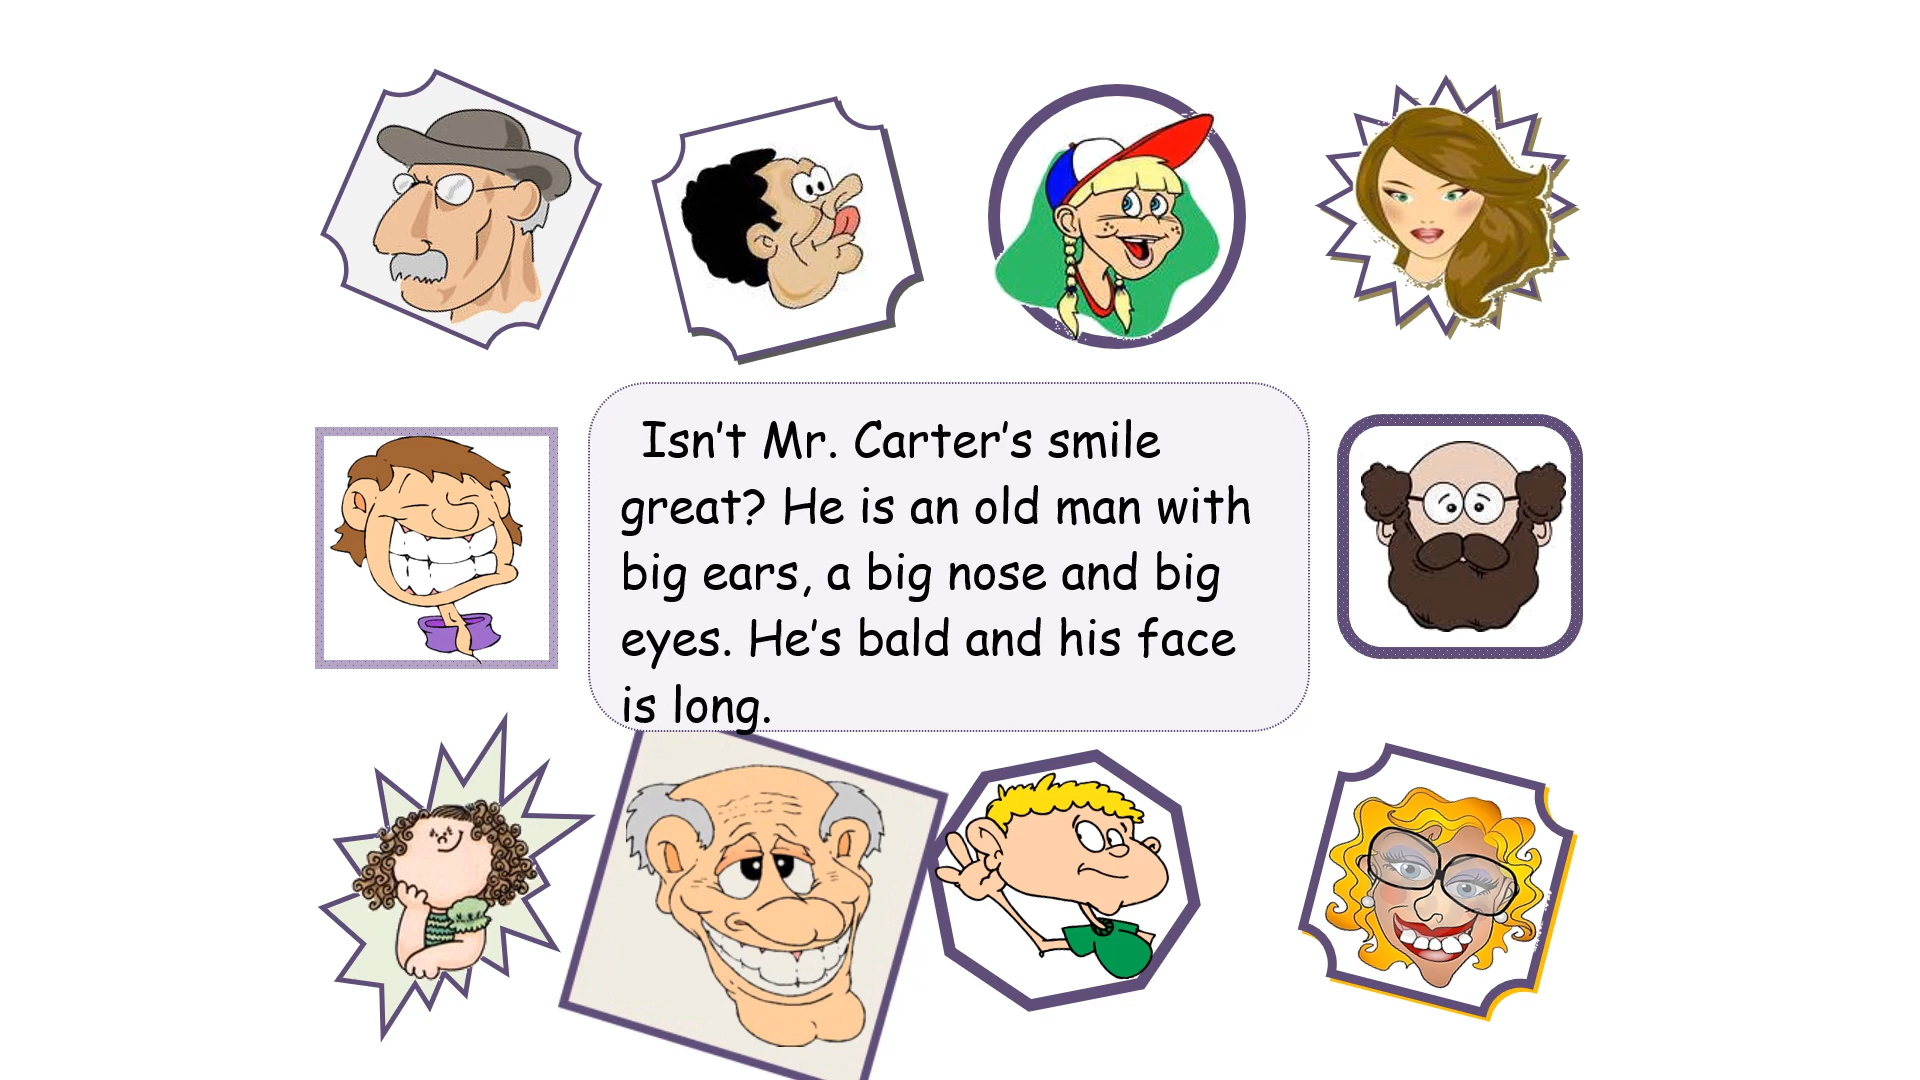 Isn’t Mr. Carter’s smile
great? He is an old man with
big ears, a big nose and big
eyes. He’s bald and his face
is long.